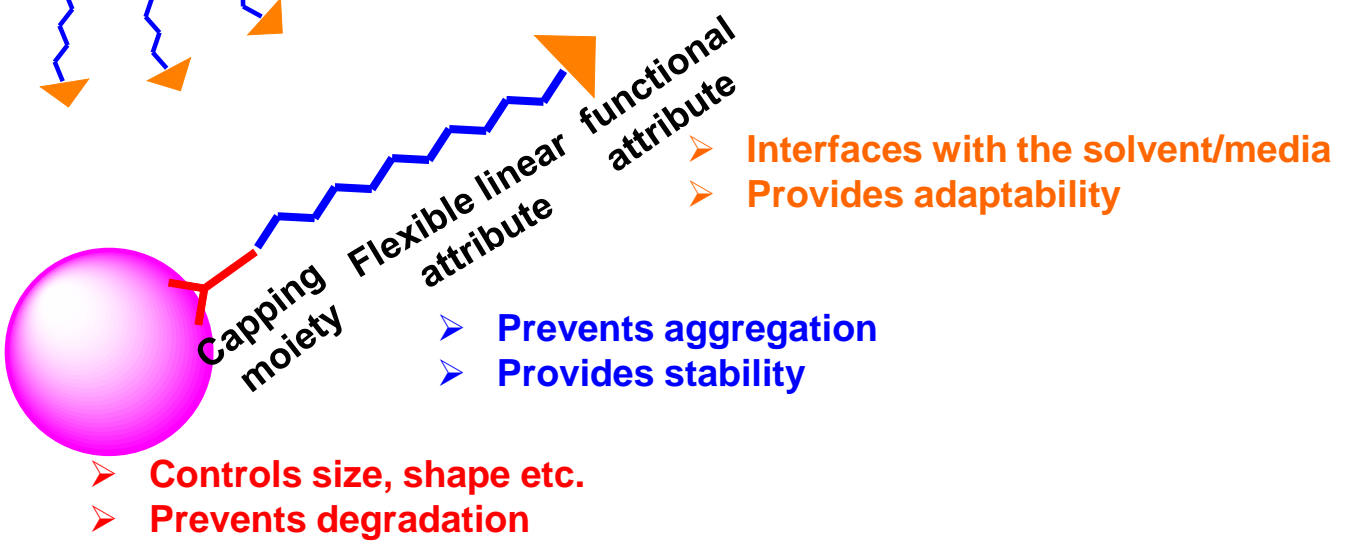 functional
attribute
➢ Interfaces with the solvent/media
➢ Provides adaptability
Flexible linear
attribute
Capping
moiety
➢ Prevents aggregation
➢ Provides stability
➢ Controls size, shape etc.
➢ Prevents degradation